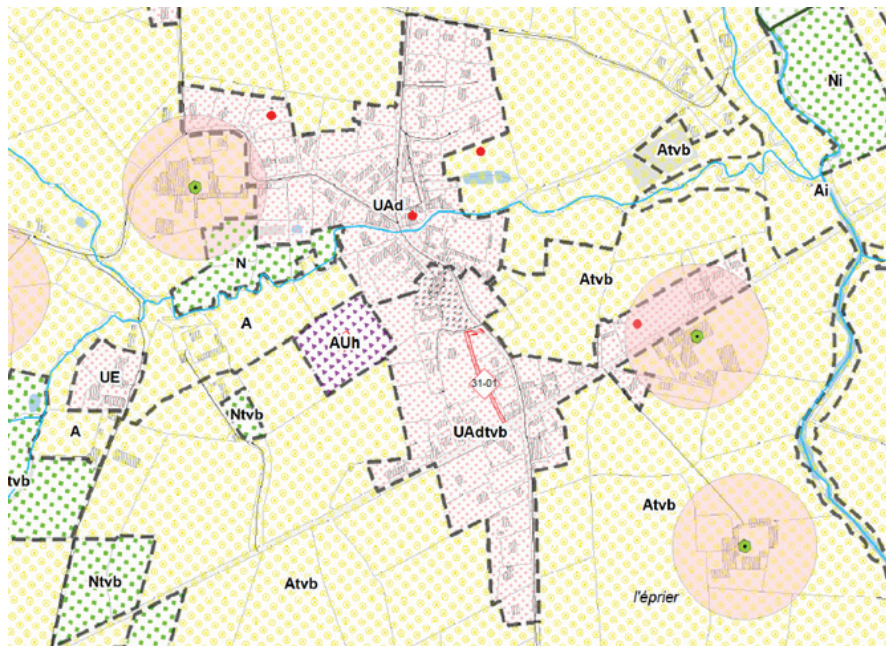 Ni
Atvb
Ai
UAd
N
Atvb
A
AUh
UE
31-01
Ntvb
A
UAdtvb
tvb
Atvb
Ntvb
Atvb
l'éprier